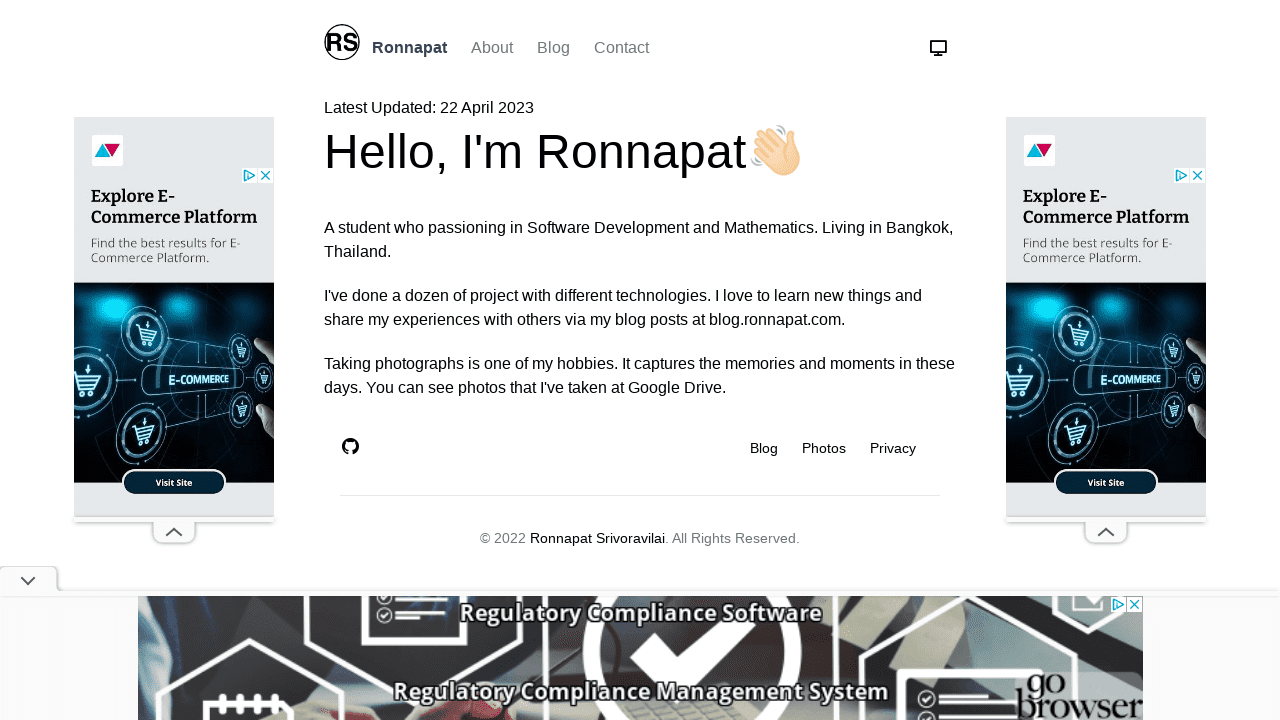 RS Ronnapat About Blog Contact
Latest Updated: 22 April 2023
Hello, I'm Ronnapat
A student who passioning in Software Development and Mathematics. Living in Bangkok,
Thailand.
I've done a dozen of project with different technologies. I love to learn new things and
share my experiences with others via my blog posts at blog.ronnapat.com.
Taking photographs is one of my hobbies. It captures the memories and moments in these
days. You can see photos that I've taken at Google Drive.
Blog Photos Privacy
© 2022 Ronnapat Srivoravilai. All Rights Reserved.
Explore E-
Commerce Platform
Find the best results for E-
Commerce Platform.
E-COMMERCE
Visit Site
Explore E-
Commerce Platform
Find the best results for E-
Commerce Platform.
E-COMMERCE
Visit Site
Regulatory Compliance Software
Regulatory Compliance Management System
go
browser